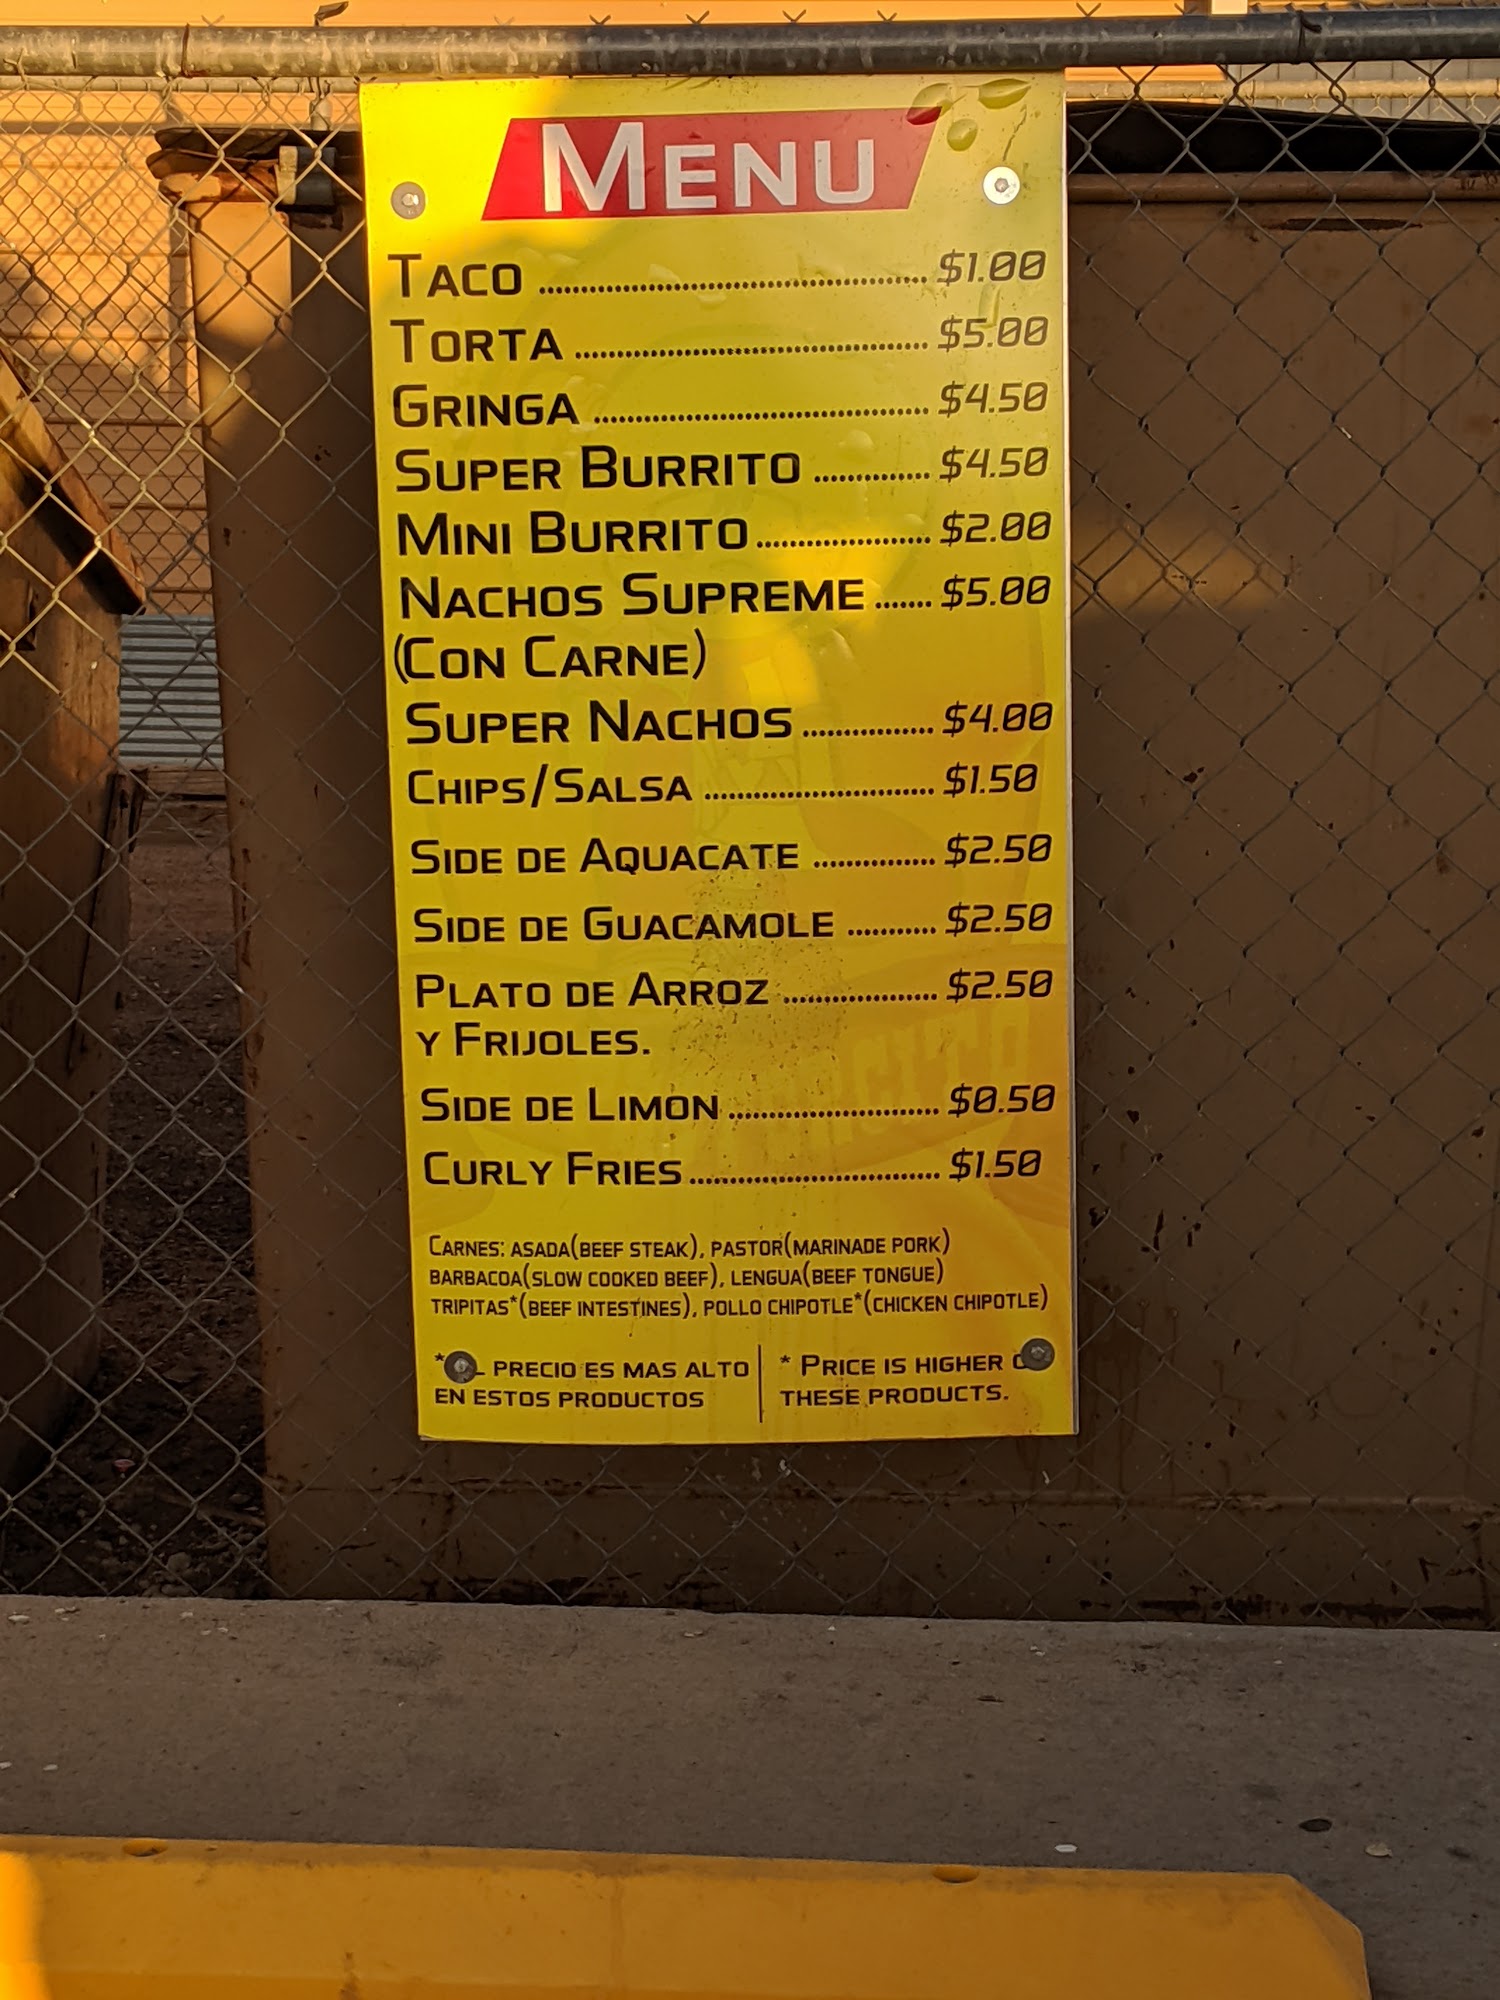 MENU
TACO ........ $1.00
TORTA ........ $5.00
GRINGA ........ $4.50
SUPER BURRITO ........ $4.50
MINI BURRITO ........ $2.00
NACHOS SUPREME ....... $5.00
(CON CARNE)
SUPER NACHOS ........ $4.00
CHIPS/SALSA ........ $1.50
SIDE DE AQUACATE ........ $2.50
SIDE DE GUACAMOLE ........ $2.50
PLATO DE ARROZ ........ $2.50
Y FRIJOLES.
SIDE DE LIMON ........ $0.50
CURLY FRIES ........ $1.50
CARNES: ASADA(BEEF STEAK), PASTOR(MARINADE PORK)
BARBACOA(SLOW COOKED BEEF), LENGUA(BEEF TONGUE)
TRIPITAS*(BEEF INTESTINES), POLLO CHIPOTLE*(CHICKEN CHIPOTLE)
* PRECIO ES MAS ALTO
EN ESTOS PRODUCTOS
* PRICE IS HIGHER
THESE PRODUCTS.